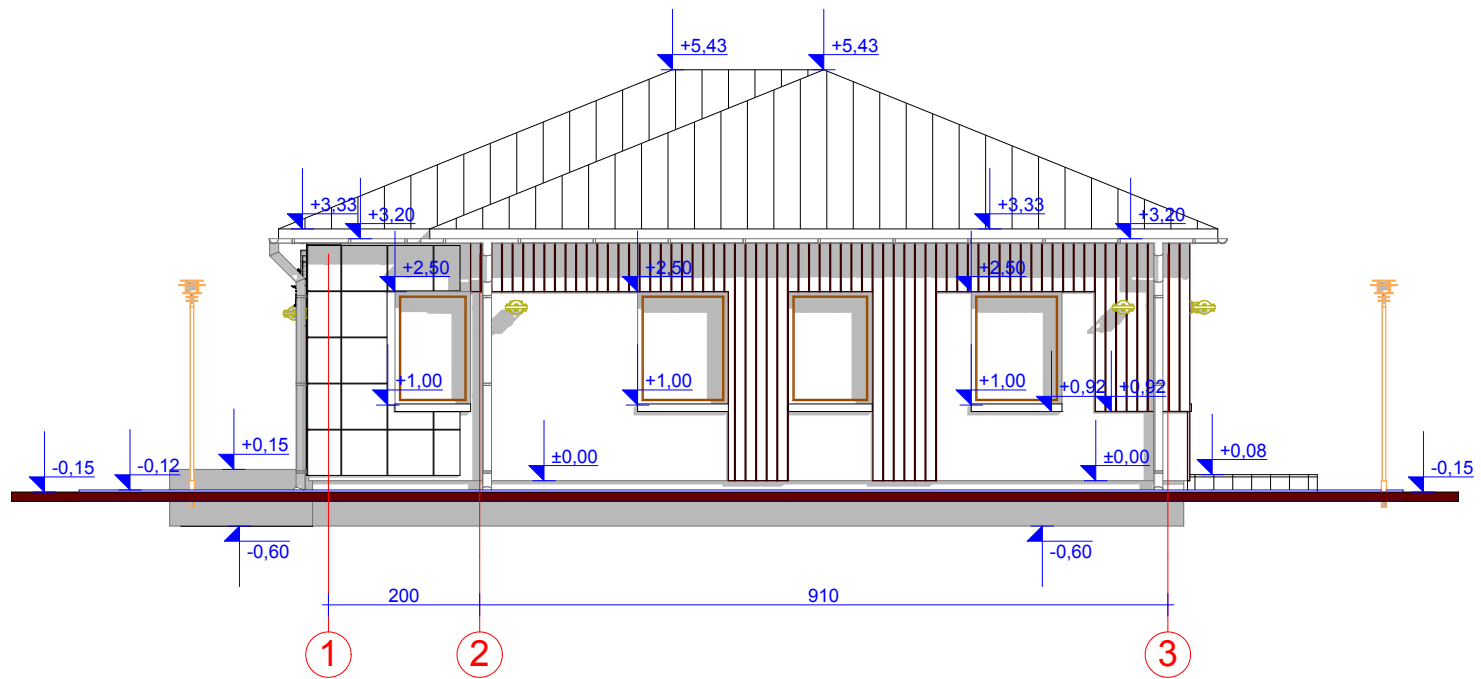 +5,43 +5,43
+3,33 +3,20 +3,33 +3,20
+2,50 +2,50 +2,50
+1,00 +1,00 +1,00 +0,92 +0,92
-0,15 -0,12 +0,15 ±0,00 ±0,00 +0,08 -0,15
-0,60 -0,60
200 910
1 2 3